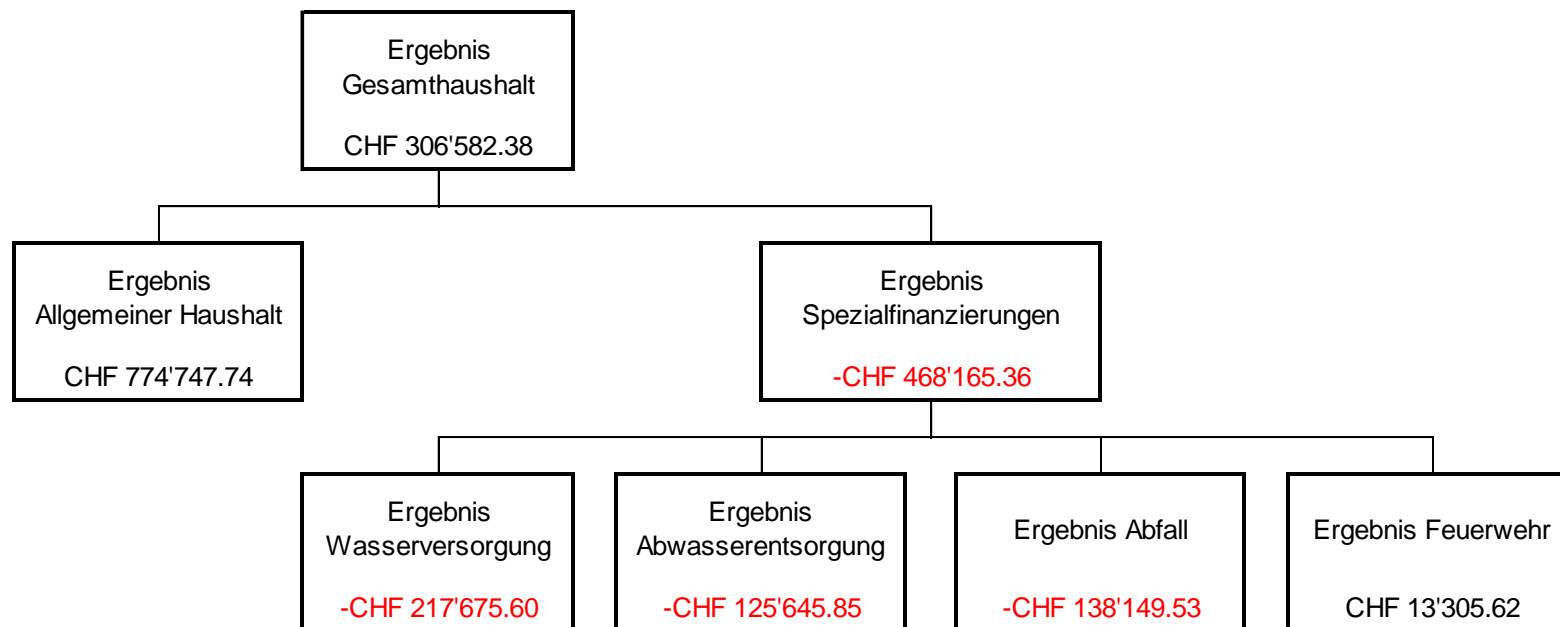 Ergebnis
Gesamthaushalt
CHF 306'582.38
Ergebnis
Allgemeiner Haushalt
CHF 774'747.74
Ergebnis
Spezialfinanzierungen
-CHF 468'165.36
Ergebnis
Wasserversorgung
-CHF 217'675.60
Ergebnis
Abwasserentsorgung
-CHF 125'645.85
Ergebnis Abfall
-CHF 138'149.53
Ergebnis Feuerwehr
CHF 13'305.62